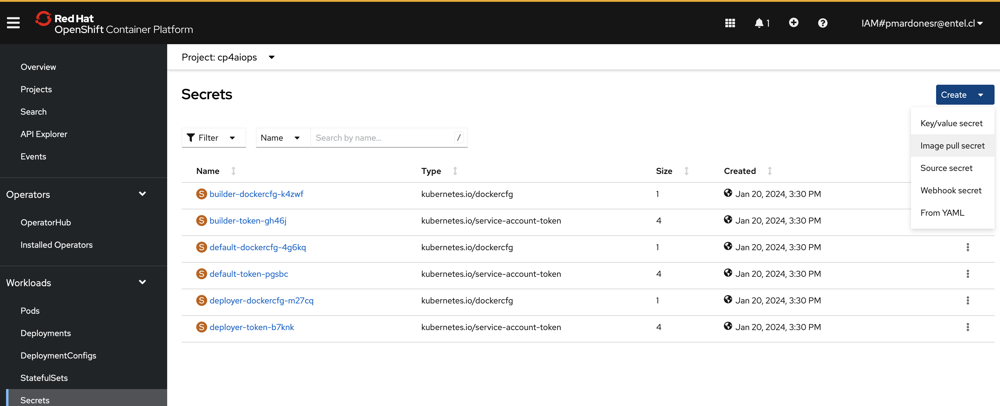 Red Hat
OpenShift Container Platform
1
IAM#pmardonesr@entel.cl
Overview
Projects
Search
API Explorer
Events
Operators
OperatorHub
Installed Operators
Workloads
Pods
Deployments
DeploymentConfigs
StatefulSets
Secrets
Project: cp4aiops
Secrets
Create
Key/value secret
Image pull secret
Source secret
Webhook secret
From YAML
Filter Name Search by name... /
Name Type Size Created
S builder-dockercfg-k4zwf kubernetes.io/dockercfg 1 Jan 20, 2024, 3:30 PM
S builder-token-gh46j kubernetes.io/service-account-token 4 Jan 20, 2024, 3:30 PM
S default-dockercfg-4g6kq kubernetes.io/dockercfg 1 Jan 20, 2024, 3:30 PM
S default-token-pgsbc kubernetes.io/service-account-token 4 Jan 20, 2024, 3:30 PM
S deployer-dockercfg-m27cq kubernetes.io/dockercfg 1 Jan 20, 2024, 3:30 PM
S deployer-token-b7knk kubernetes.io/service-account-token 4 Jan 20, 2024, 3:30 PM